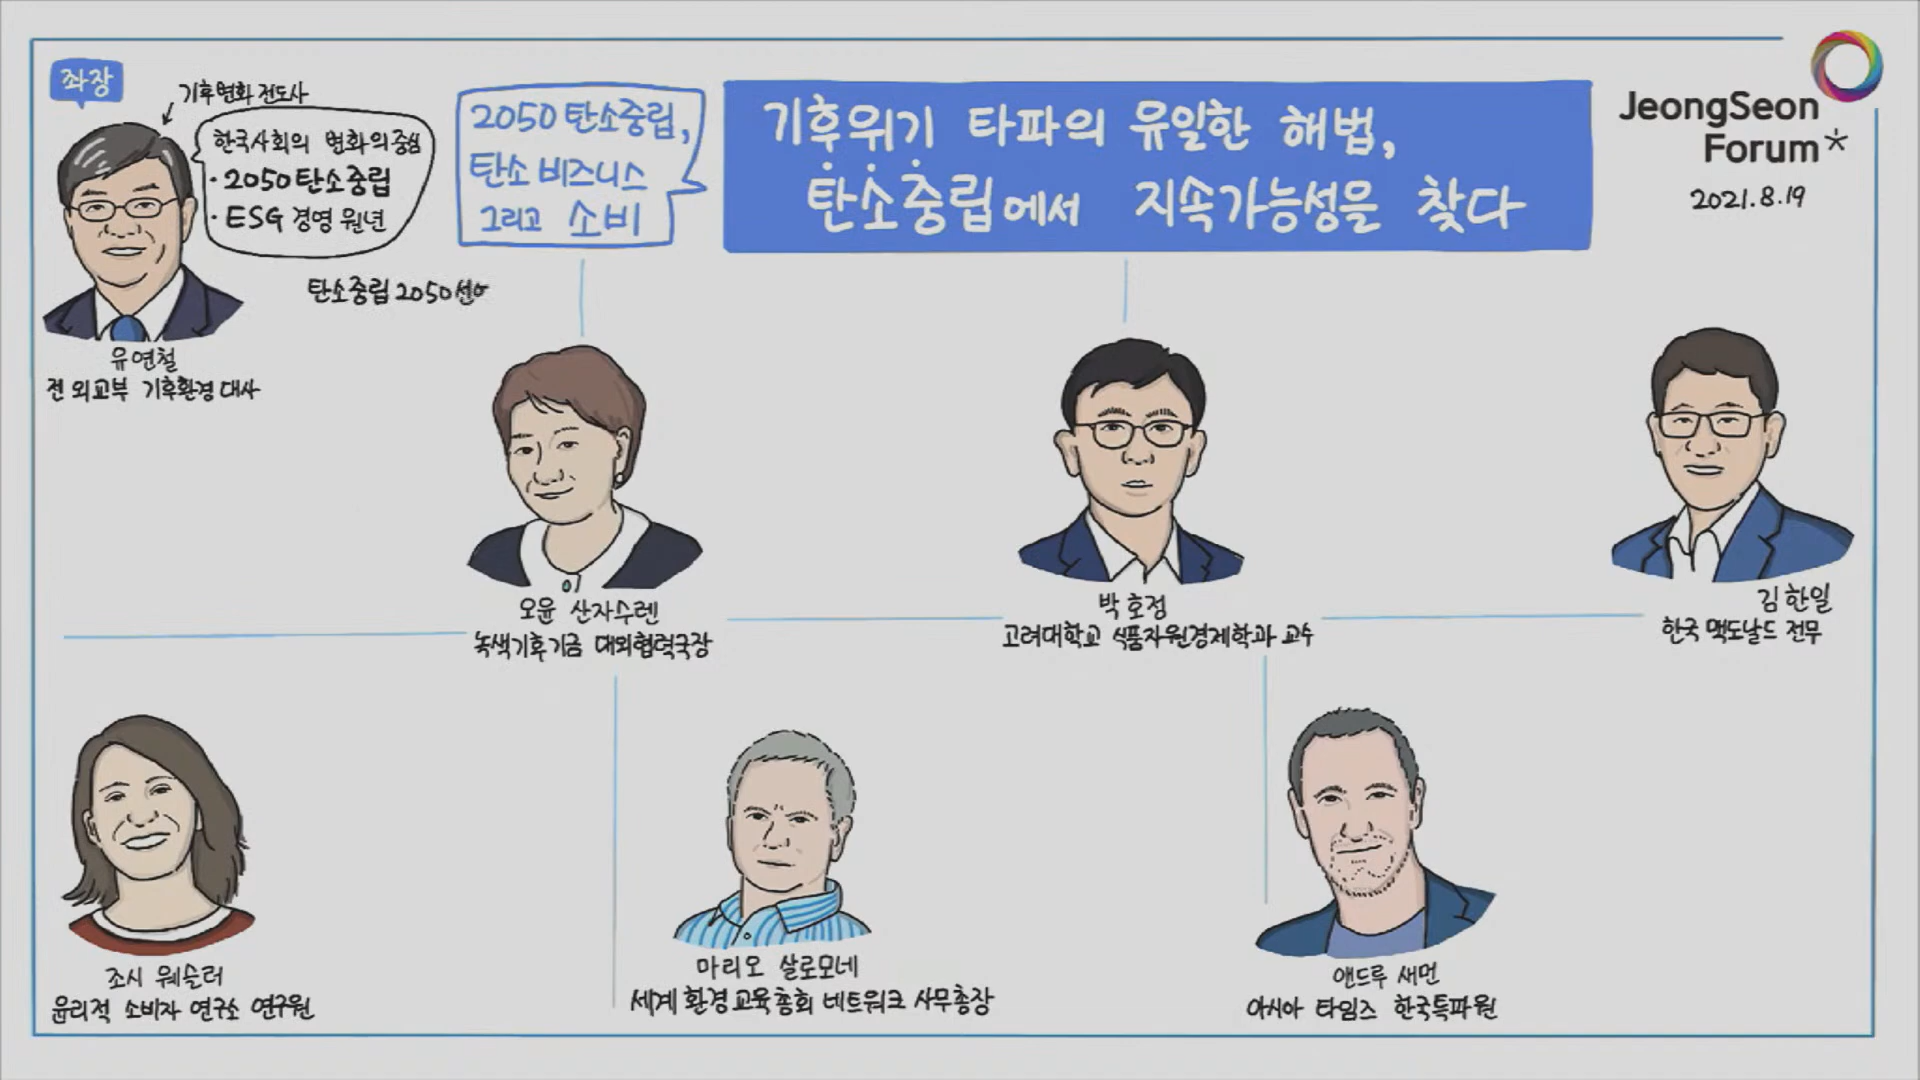 좌장
기후변화 전도사
한국사회의 변화의 중심
· 2050 탄소중립
· ESG 경영 원년
탄소중립 2050 선어
유연철
전 외교부 기후환경 대사
2050 탄소중립,
탄소 비즈니스
그리고 소비
기후위기 타파의 유일한 해법,
탄소중립에서 지속가능성을 찾다
JeongSeon
Forum*
2021.8.19
오윤 산자수렌
녹색기후기금 대외협력국장
박호정
고려대학교 식품자원경제학과 교수
김한일
한국 맥도날드 전무
조시 웨슬러
윤리적 소비자 연구소 연구원
마리오 살로모네
세계 환경교육총회 네트워크 사무총장
앤드루 새먼
아시아 타임즈 한국특파원